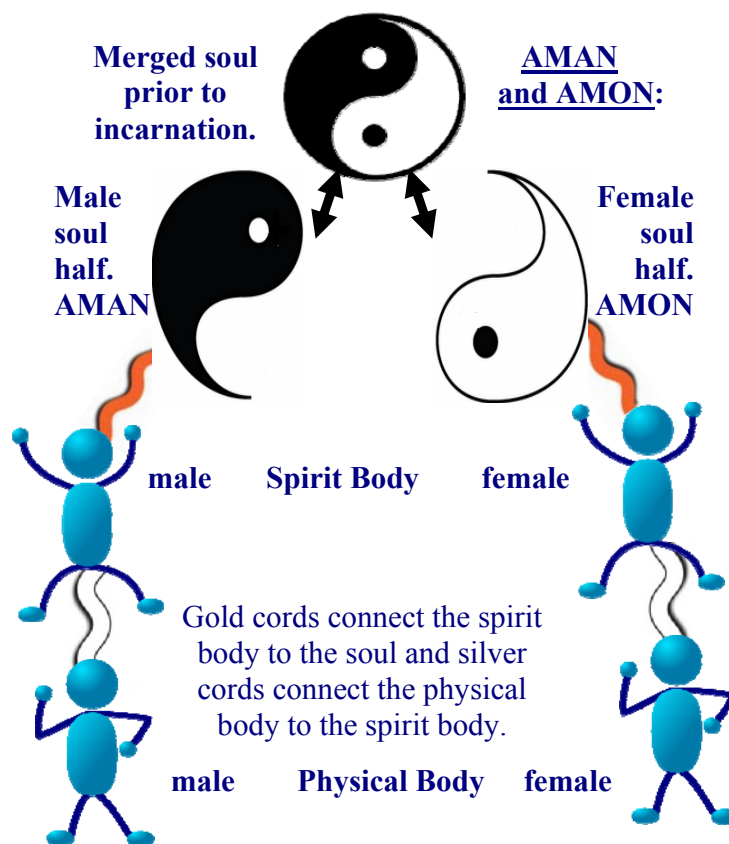 Merged soul
prior to
incarnation.
AMAN
and AMON:
Male
soul
half.
AMAN
Female
soul
half.
AMON
male Spirit Body female
Gold cords connect the spirit
body to the soul and silver
cords connect the physical
body to the spirit body.
male Physical Body female